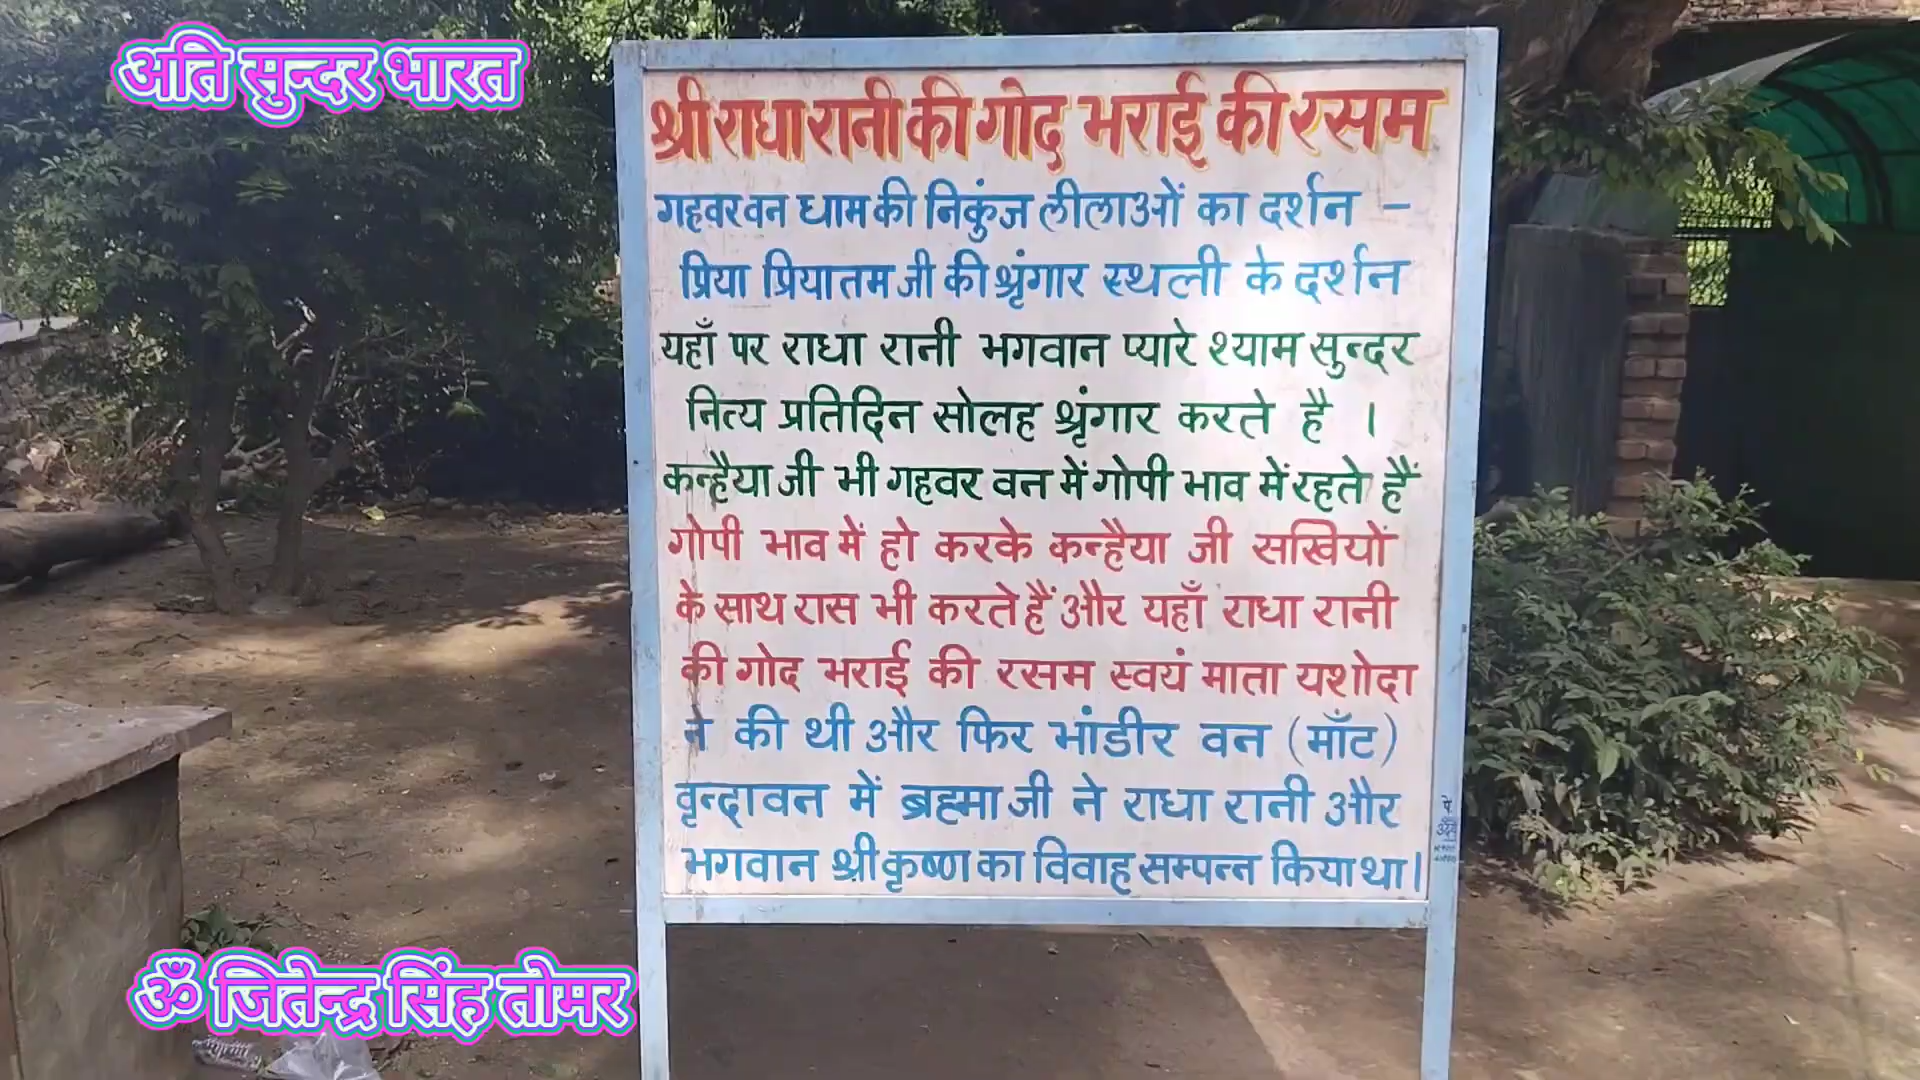 अति सुन्दर भारत
श्री राधा रानी की गोद भराई की रसम
गहवर वन धाम की निकुंज लीलाओं का दर्शन -
प्रिया प्रियातम जी की श्रृंगार स्थली के दर्शन
यहाँ पर राधा रानी भगवान प्यारे श्याम सुन्दर
नित्य प्रतिदिन सोलह श्रृंगार करते है ।
कन्हैया जी भी गहवर वन में गोपी भाव में रहते हैं
गोपी भाव में हो करके कन्हैया जी सखियों
के साथ रास भी करते हैं और यहाँ राधा रानी
की गोद भराई की रसम स्वयं माता यशोदा
ने की थी और फिर भांडीर वन (माँट)
वृन्दावन में ब्रह्मा जी ने राधा रानी और
भगवान श्री कृष्ण का विवाह सम्पन्न किया था।
ॐ जितेन्द्र सिंह तोमर